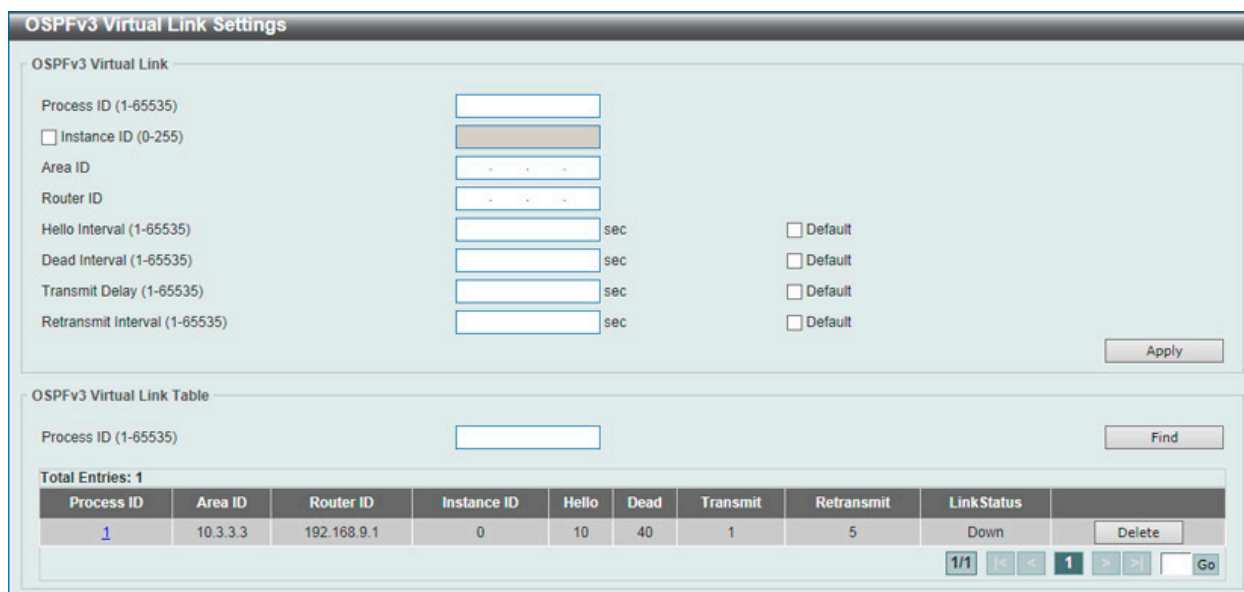 OSPFv3 Virtual Link Settings
OSPFv3 Virtual Link
Process ID (1-65535)
Instance ID (0-255)
Area ID . . .
Router ID . . .
Hello Interval (1-65535) sec Default
Dead Interval (1-65535) sec Default
Transmit Delay (1-65535) sec Default
Retransmit Interval (1-65535) sec Default
Apply
OSPFv3 Virtual Link Table
Process ID (1-65535) Find
Total Entries: 1
Process ID Area ID Router ID Instance ID Hello Dead Transmit Retransmit LinkStatus
1 10.3.3.3 192.168.9.1 0 10 40 1 5 Down Delete
1/1 |< < 1 > >| Go